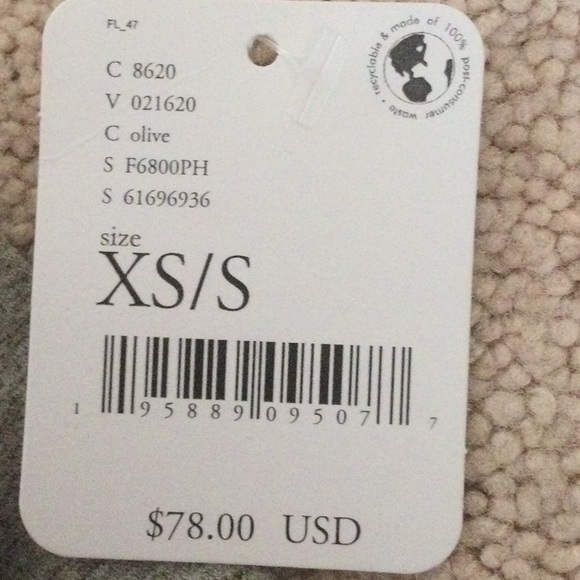 FL_47
recyclable & made of 100% post-consumer waste •
C 8620
V 021620
C olive
S F6800PH
S 61696936
size
XS/S
1 95889 09507 7
$78.00 USD